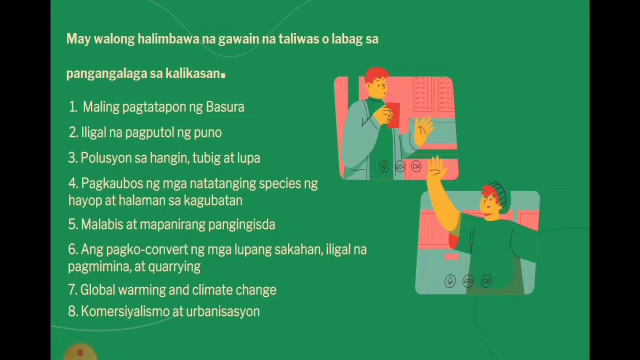 May walong halimbawa na gawain na taliwas o labag sa
pangangalaga sa kalikasan.
1. Maling pagtatapon ng Basura
2. Iligal na pagputol ng puno
3. Polusyon sa hangin, tubig at lupa
4. Pagkaubos ng mga natatanging species ng
hayop at halaman sa kagubatan
5. Malabis at mapanirang pangingisda
6. Ang pagko-convert ng mga lupang sakahan, iligal na
pagmimina, at quarrying
7. Global warming and climate change
8. Komersiyalismo at urbanisasyon